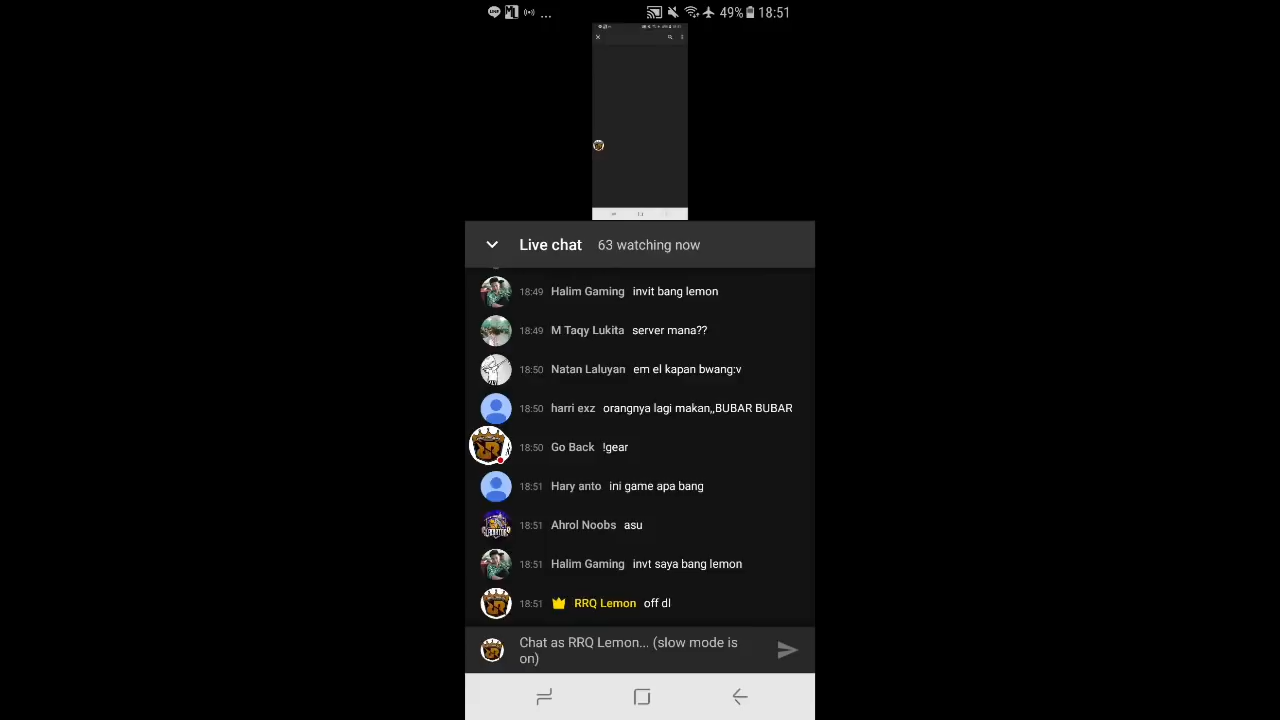 ... 49% 18:51
Live chat 63 watching now
18:49 Halim Gaming invit bang lemon
18:49 M Taqy Lukita server mana??
18:50 Natan Laluyan em el kapan bwang:v
18:50 harri exz orangnya lagi makan,,BUBAR BUBAR
18:50 Go Back !gear
18:51 Hary anto ini game apa bang
18:51 Ahrol Noobs asu
18:51 Halim Gaming invt saya bang lemon
18:51 RRQ Lemon off dl
Chat as RRQ Lemon... (slow mode is
on)